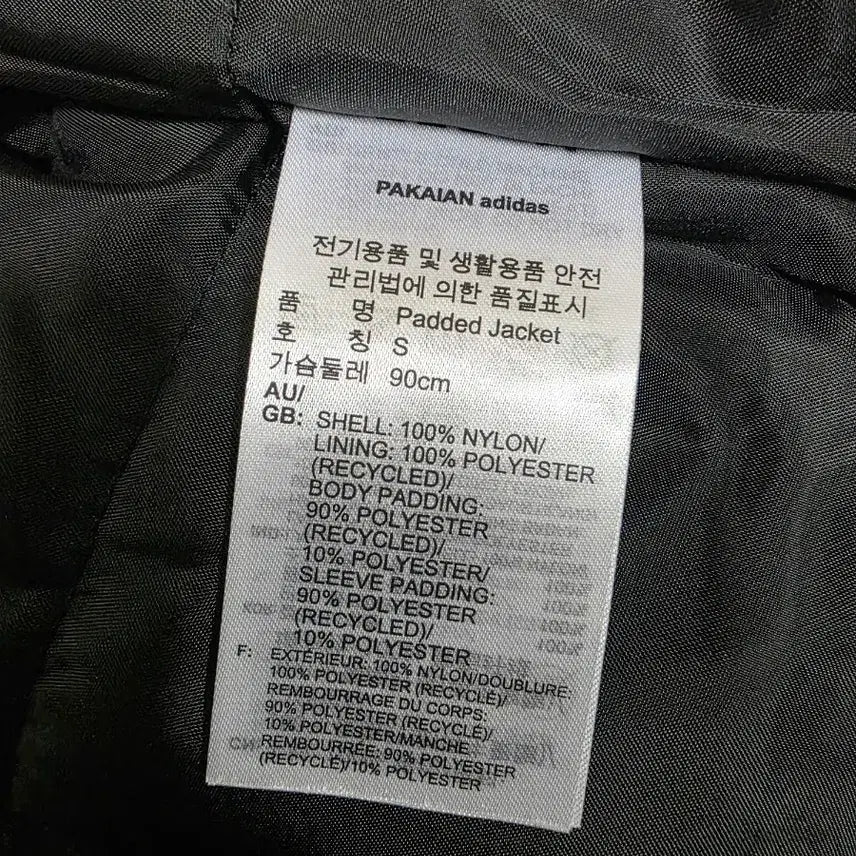 PAKAIAN adidas
전기용품 및 생활용품 안전
관리법에 의한 품질표시
품 명 Padded Jacket
호 칭 S
가슴둘레 90cm
AU/
GB: SHELL: 100% NYLON/
LINING: 100% POLYESTER
(RECYCLED)/
BODY PADDING:
90% POLYESTER
(RECYCLED)/
10% POLYESTER/
SLEEVE PADDING:
90% POLYESTER
(RECYCLED)/
10% POLYESTER
F: EXTÉRIEUR: 100% NYLON/DOUBLURE:
100% POLYESTER (RECYCLÉ)/
REMBOURRAGE DU CORPS:
90% POLYESTER (RECYCLÉ)/
10% POLYESTER/MANCHE
REMBOURRÉE: 90% POLYESTER
(RECYCLÉ)/10% POLYESTER